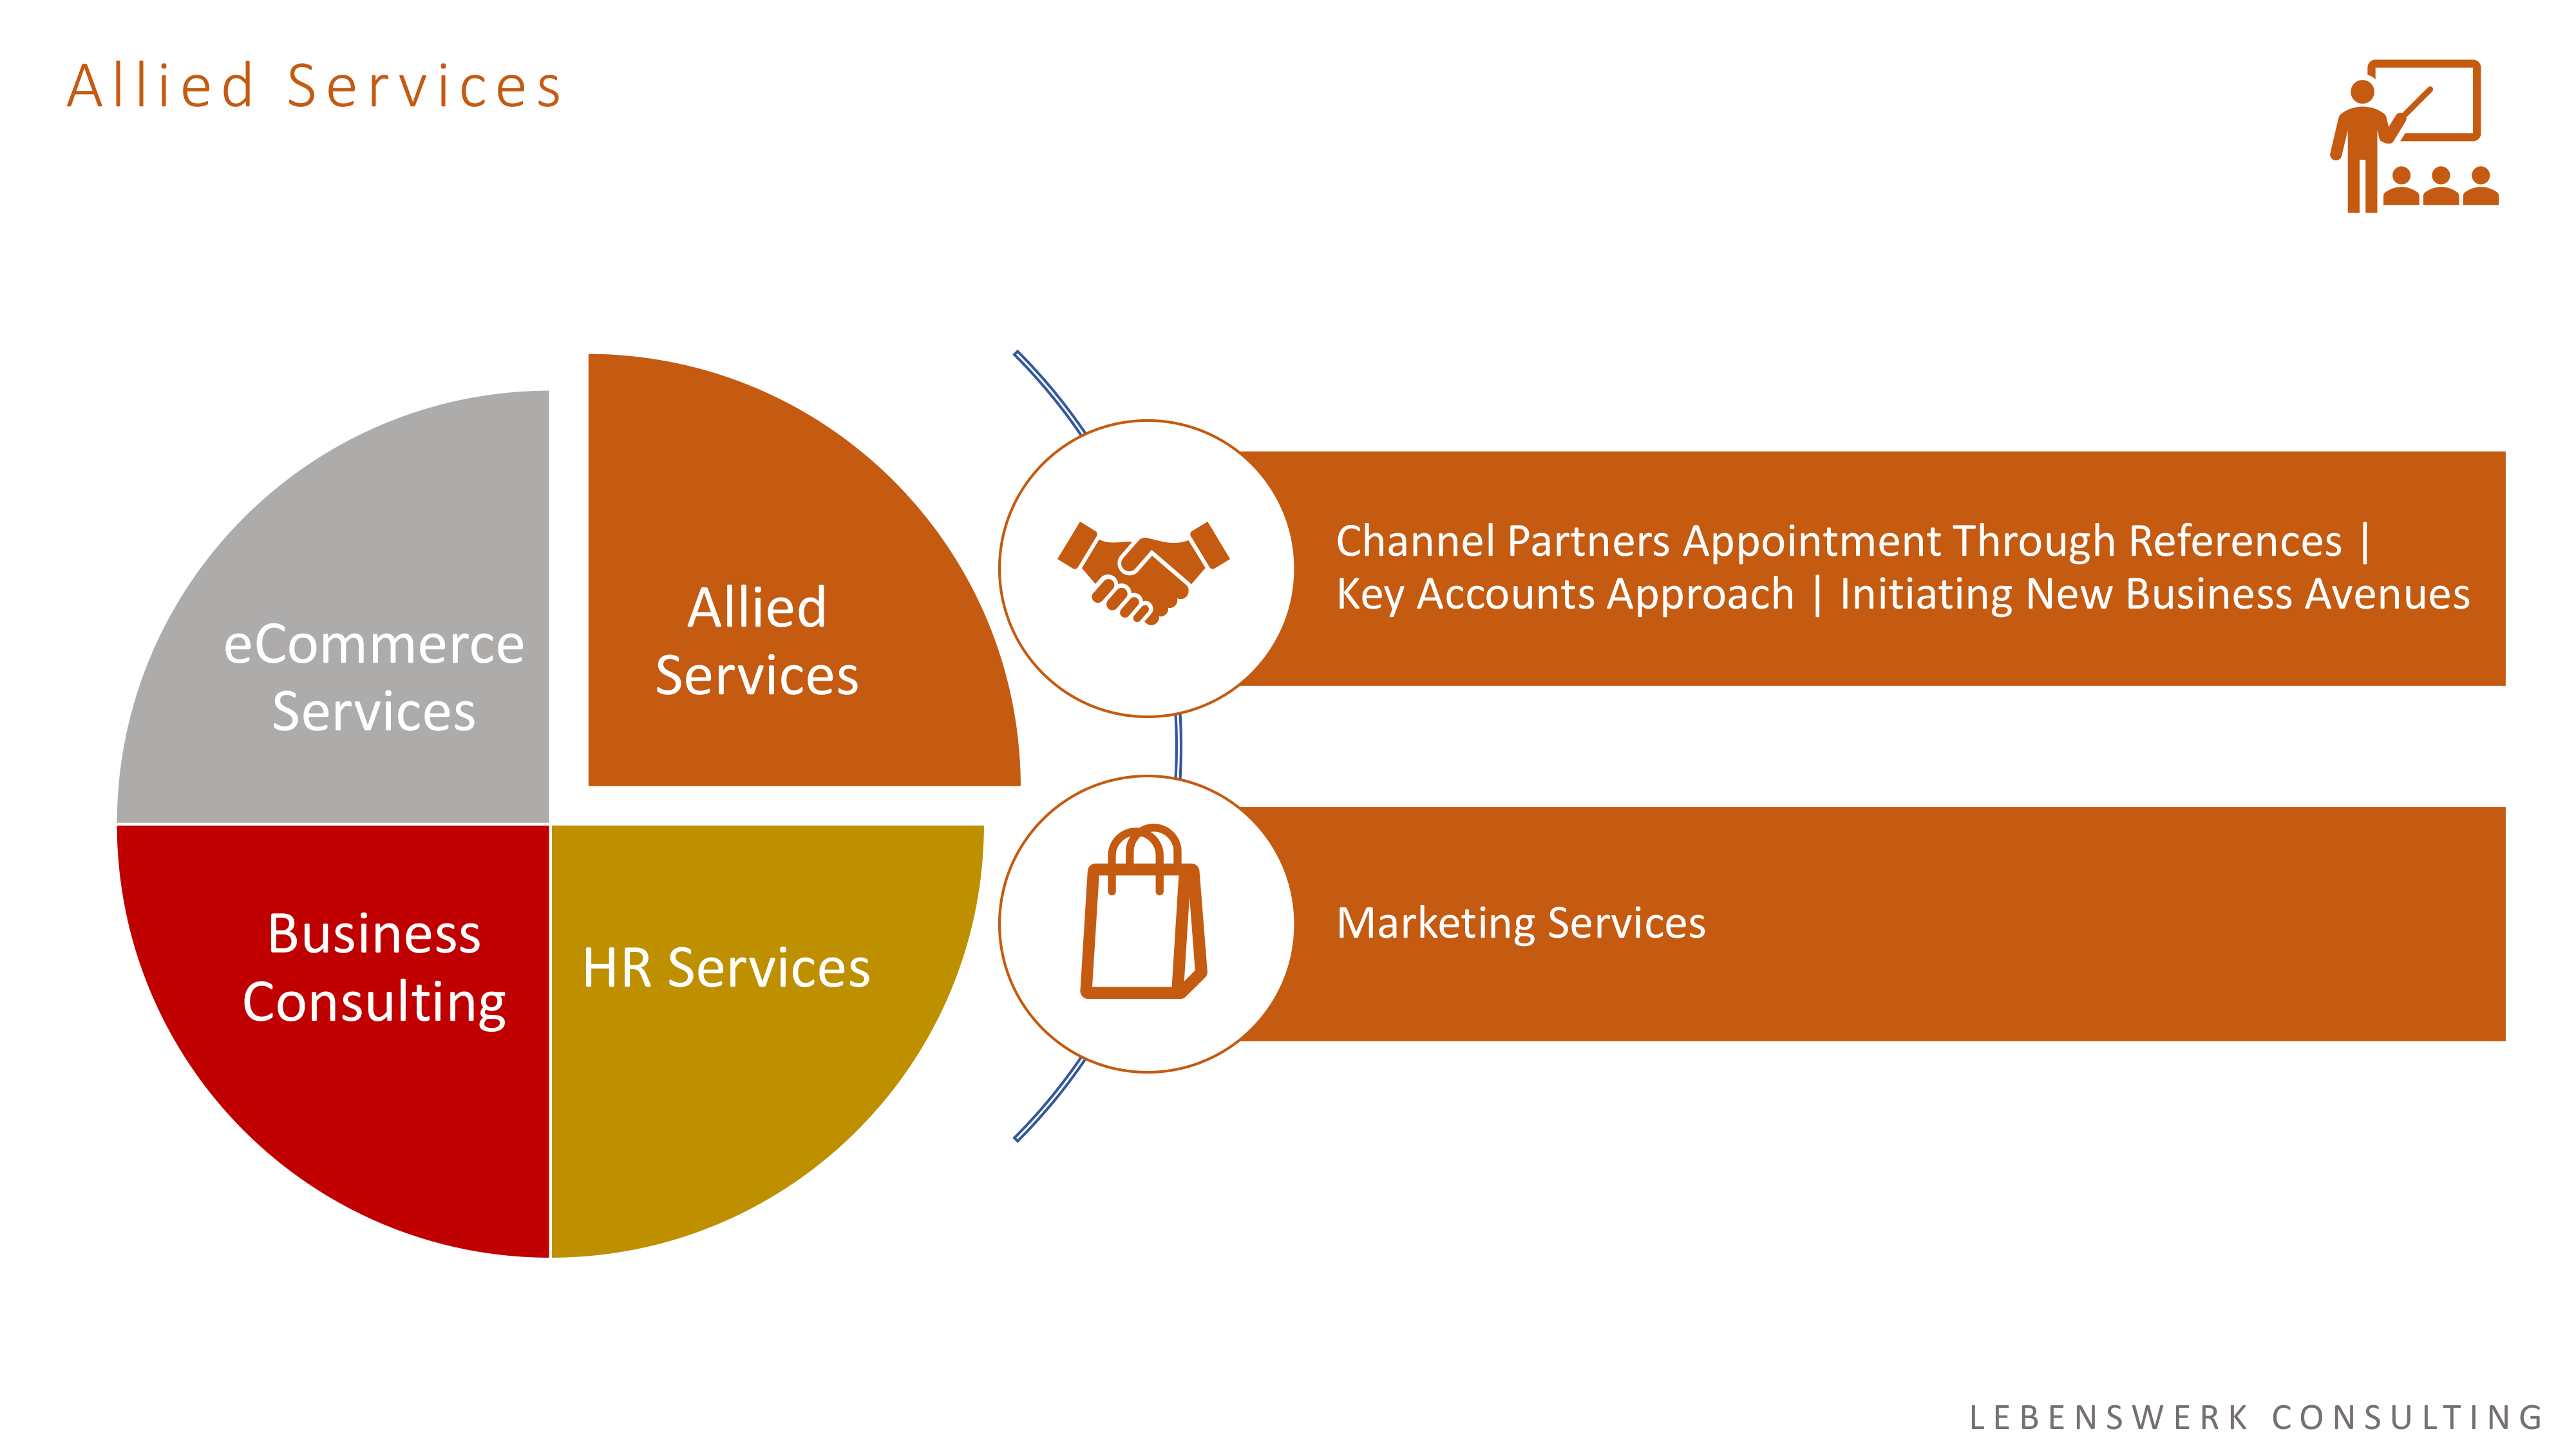 Allied Services
eCommerce
Services
Allied
Services
Business
Consulting
HR Services
Channel Partners Appointment Through References |
Key Accounts Approach | Initiating New Business Avenues
Marketing Services
LEBENSWERK CONSULTING